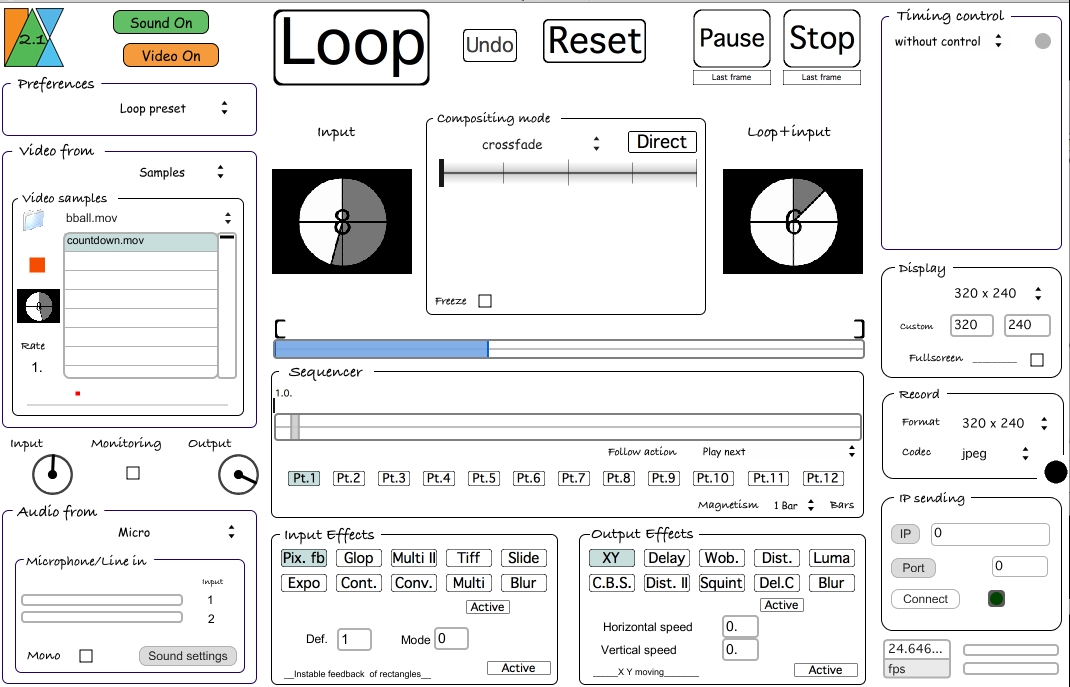 2.1
Sound On
Video On
Preferences
Loop preset
Video from
Samples
Video samples
bball.mov
countdown.mov
Rate
1.
Input
Monitoring
Output
Audio from
Micro
Microphone/Line in
Input
1
2
Mono
Sound settings
Loop
Undo
Reset
Pause
Stop
Last frame
Last frame
Input
8
Compositing mode
crossfade
Direct
Freeze
Loop+input
6
Sequencer
1.0.
Follow action
Play next
Pt.1 Pt.2 Pt.3 Pt.4 Pt.5 Pt.6 Pt.7 Pt.8 Pt.9 Pt.10 Pt.11 Pt.12
Magnetism 1 Bar Bars
Input Effects
Pix. fb Glop Multi II Tiff Slide
Expo Cont. Conv. Multi Blur
Active
Def. 1 Mode 0
__Instable feedback of rectangles__
Active
Output Effects
XY Delay Wob. Dist. Luma
C.B.S. Dist. II Squint Del.C Blur
Active
Horizontal speed 0.
Vertical speed 0.
_____X Y moving_______
Active
Timing control
without control
Display
320 x 240
Custom 320 240
Fullscreen ________
Record
Format 320 x 240
Codec jpeg
IP sending
IP 0
Port 0
Connect
24.646...
fps